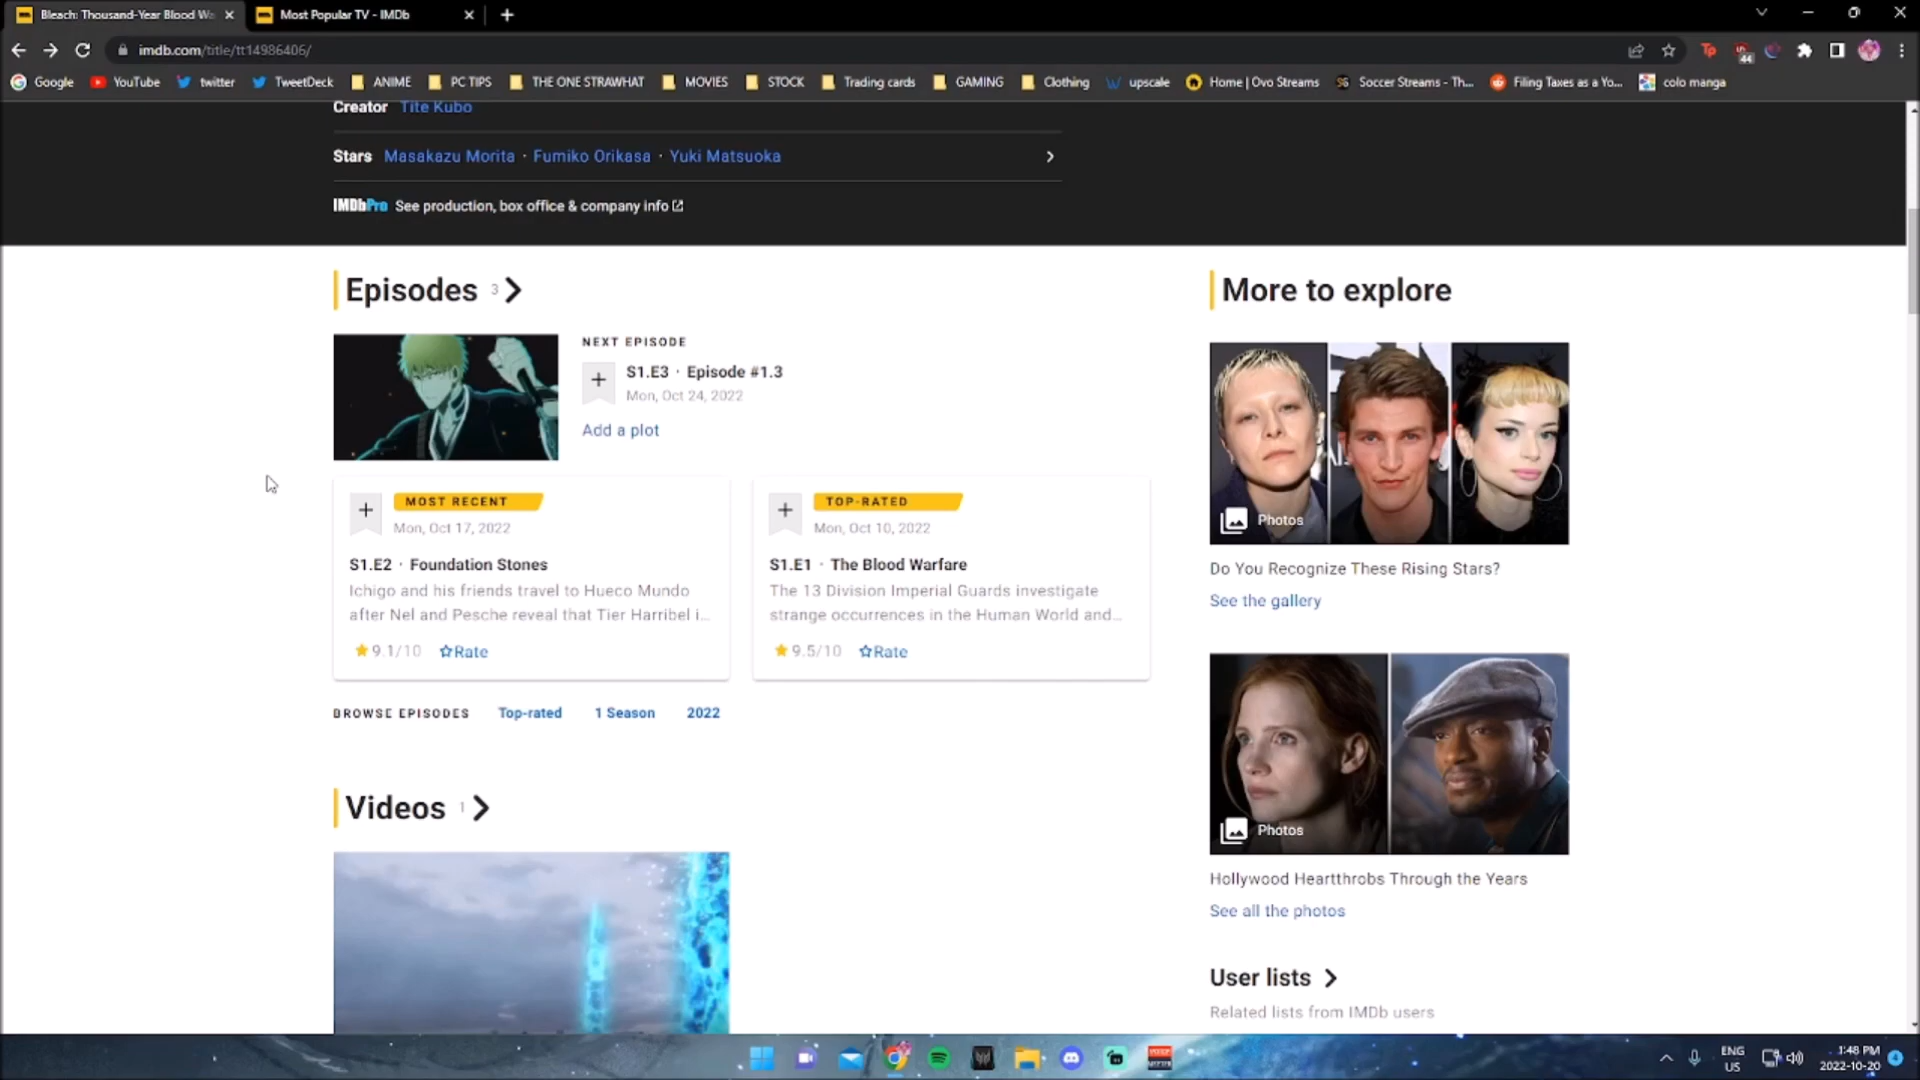 Bleach: Thousand-Year Blood Wa
Most Popular TV - IMDb
imdb.com/title/tt14986406/
44
Google
YouTube
twitter
TweetDeck
ANIME
PC TIPS
THE ONE STRAWHAT
MOVIES
STOCK
Trading cards
GAMING
Clothing
upscale
Home | Ovo Streams
Soccer Streams - Th...
Filing Taxes as a Yo...
colo manga
Creator Tite Kubo
Stars Masakazu Morita · Fumiko Orikasa · Yuki Matsuoka
IMDbPro See production, box office & company info
Episodes 3
NEXT EPISODE
S1.E3 · Episode #1.3
Mon, Oct 24, 2022
Add a plot
MOST RECENT
Mon, Oct 17, 2022
S1.E2 · Foundation Stones
Ichigo and his friends travel to Hueco Mundo
after Nel and Pesche reveal that Tier Harribel i...
9.1/10 Rate
TOP-RATED
Mon, Oct 10, 2022
S1.E1 · The Blood Warfare
The 13 Division Imperial Guards investigate
strange occurrences in the Human World and...
9.5/10 Rate
BROWSE EPISODES Top-rated 1 Season 2022
Videos 1
More to explore
Photos
Do You Recognize These Rising Stars?
See the gallery
Photos
Hollywood Heartthrobs Through the Years
See all the photos
User lists
Related lists from IMDb users
ENG
US
1:48 PM
2022-10-20
4